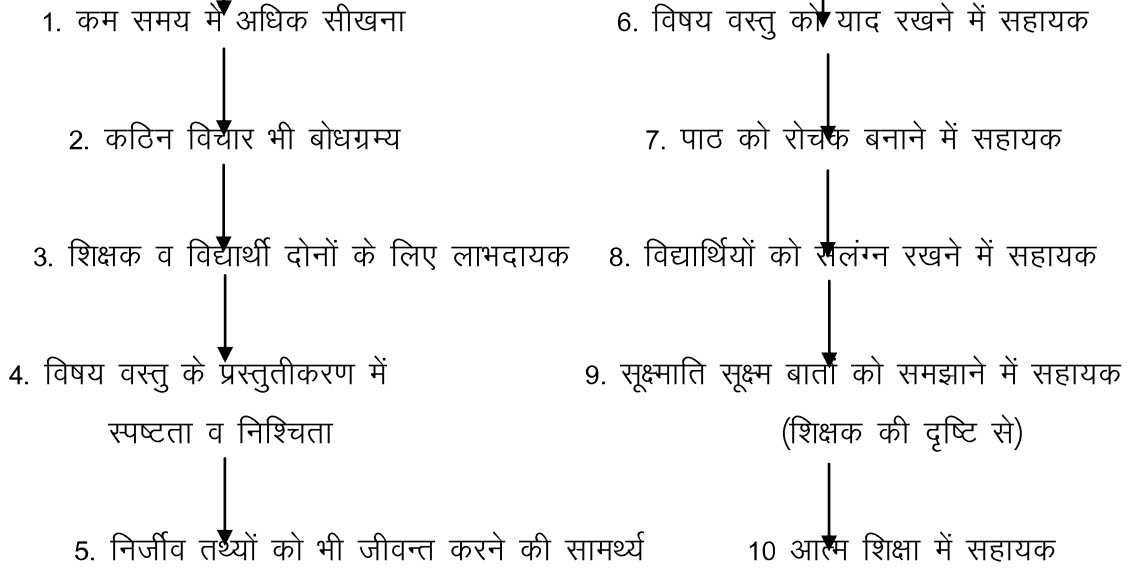 1. कम समय में अधिक सीखना
2. कठिन विचार भी बोधग्रम्य
3. शिक्षक व विद्यार्थी दोनों के लिए लाभदायक
4. विषय वस्तु के प्रस्तुतीकरण में
स्पष्टता व निश्चिता
5. निर्जीव तथ्यों को भी जीवन्त करने की सामर्थ्य
6. विषय वस्तु को याद रखने में सहायक
7. पाठ को रोचक बनाने में सहायक
8. विद्यार्थियों को संलंग्न रखने में सहायक
9. सूक्ष्माति सूक्ष्म बातों को समझाने में सहायक
(शिक्षक की दृष्टि से)
10 आत्म शिक्षा में सहायक